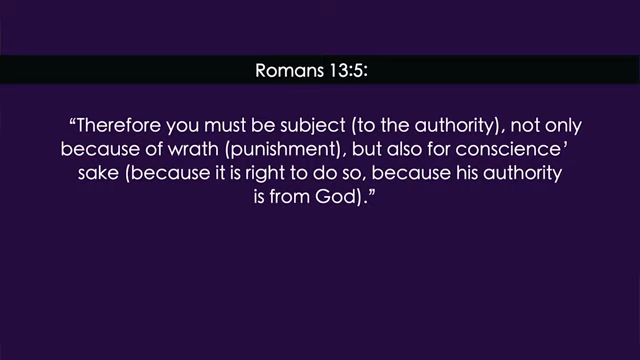 Romans 13:5:
“Therefore you must be subject (to the authority), not only
because of wrath (punishment), but also for conscience’
sake (because it is right to do so, because his authority
is from God).”